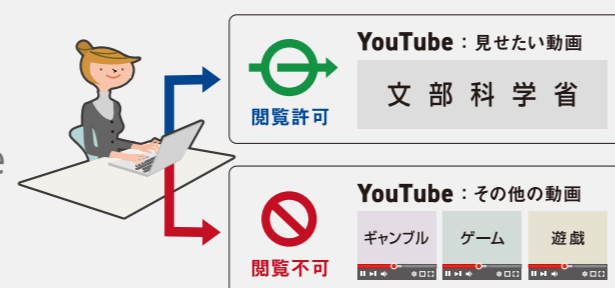 YouTube：見せたい動画
文部科学省
閲覧許可
e
YouTube：その他の動画
ギャンブル
ゲーム
遊戯
閲覧不可